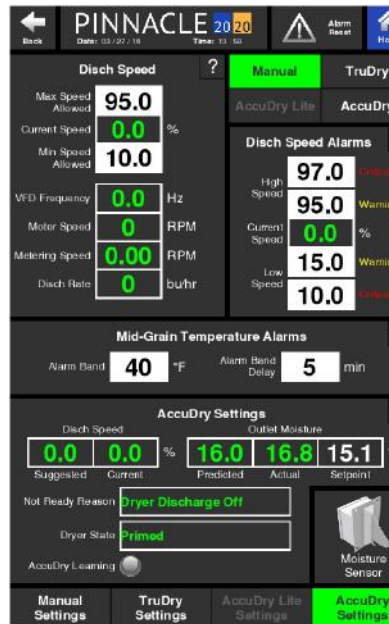 PINNACLE 20 20
Back
Date: 03/27/18 Time: 13 53
Alarm Reset
Disch Speed ?
Manual TruDry
AccuDry Lite AccuDry
Max Speed Allowed 95.0
Current Speed 0.0 %
Min Speed Allowed 10.0
Disch Speed Alarms
High Speed 97.0
95.0
Current Speed 0.0 %
Low Speed 15.0
10.0
VFD Frequency 0.0 Hz
Motor Speed 0 RPM
Metering Speed 0.00 RPM
Disch Rate 0 bu/hr
Mid-Grain Temperature Alarms
Alarm Band 40 °F
Alarm Band Delay 5 min
AccuDry Settings
Disch Speed Outlet Moisture
0.0 0.0 % 16.0 16.8 15.1
Suggested Current Predicted Actual Setpoint
Not Ready Reason Dryer Discharge Off
Dryer State Primed
AccuDry Learning
Moisture Sensor
Manual Settings
TruDry Settings
AccuDry Lite Settings
AccuDry Settings